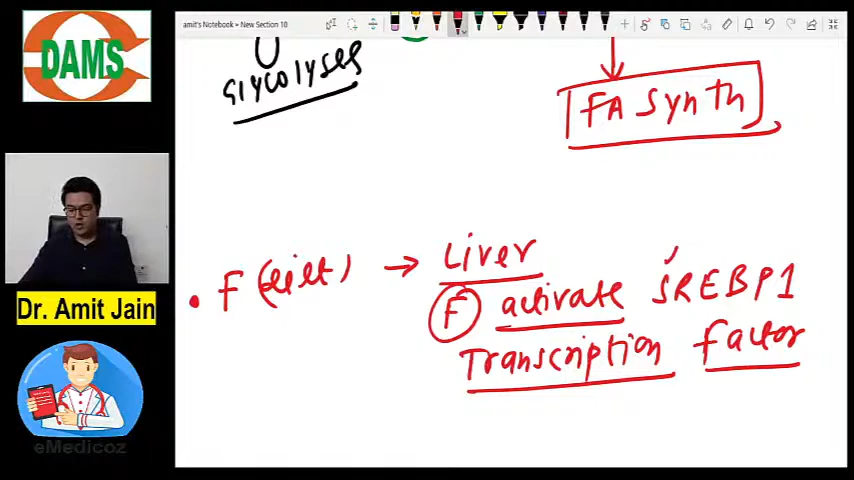 amit's Notebook > New Section 10
DAMS
Glycolyses
FA Synth
Dr. Amit Jain
eMedicoz
• F (diet) → Liver
F activate SREBP1
Transcription factor